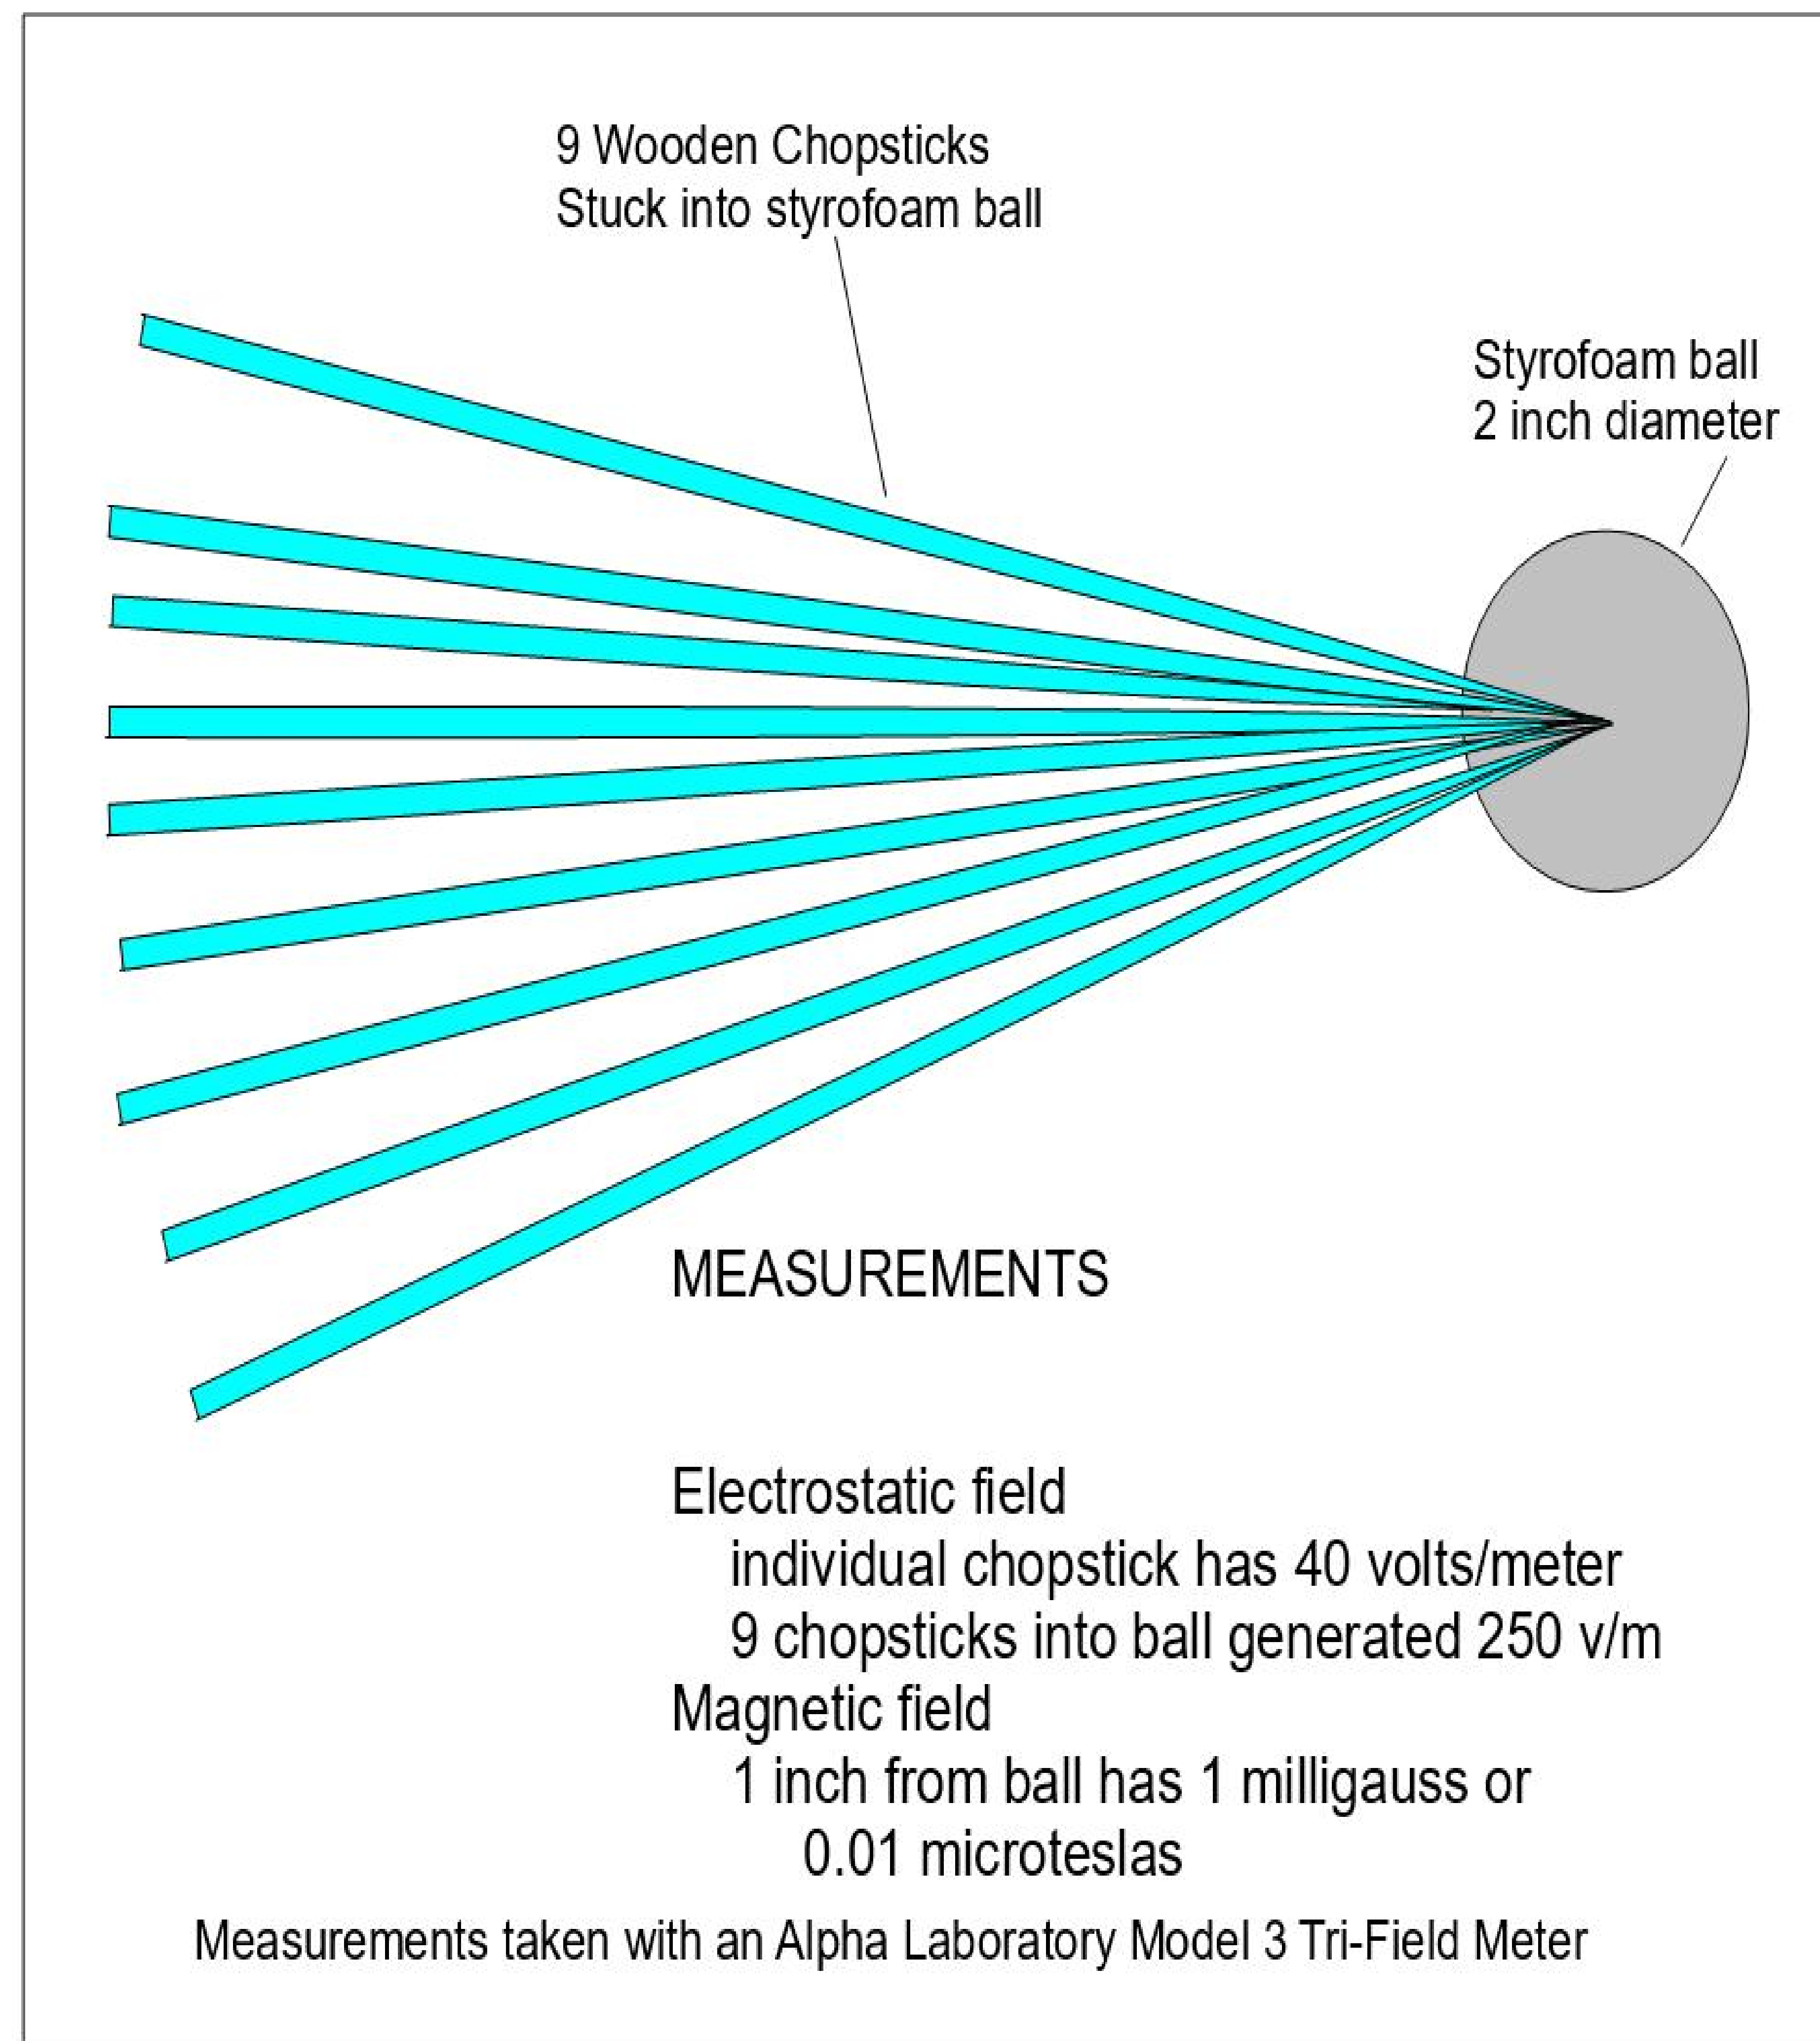 9 Wooden Chopsticks
Stuck into styrofoam ball
Styrofoam ball
2 inch diameter
MEASUREMENTS
Electrostatic field
individual chopstick has 40 volts/meter
9 chopsticks into ball generated 250 v/m
Magnetic field
1 inch from ball has 1 milligauss or
0.01 microteslas
Measurements taken with an Alpha Laboratory Model 3 Tri-Field Meter